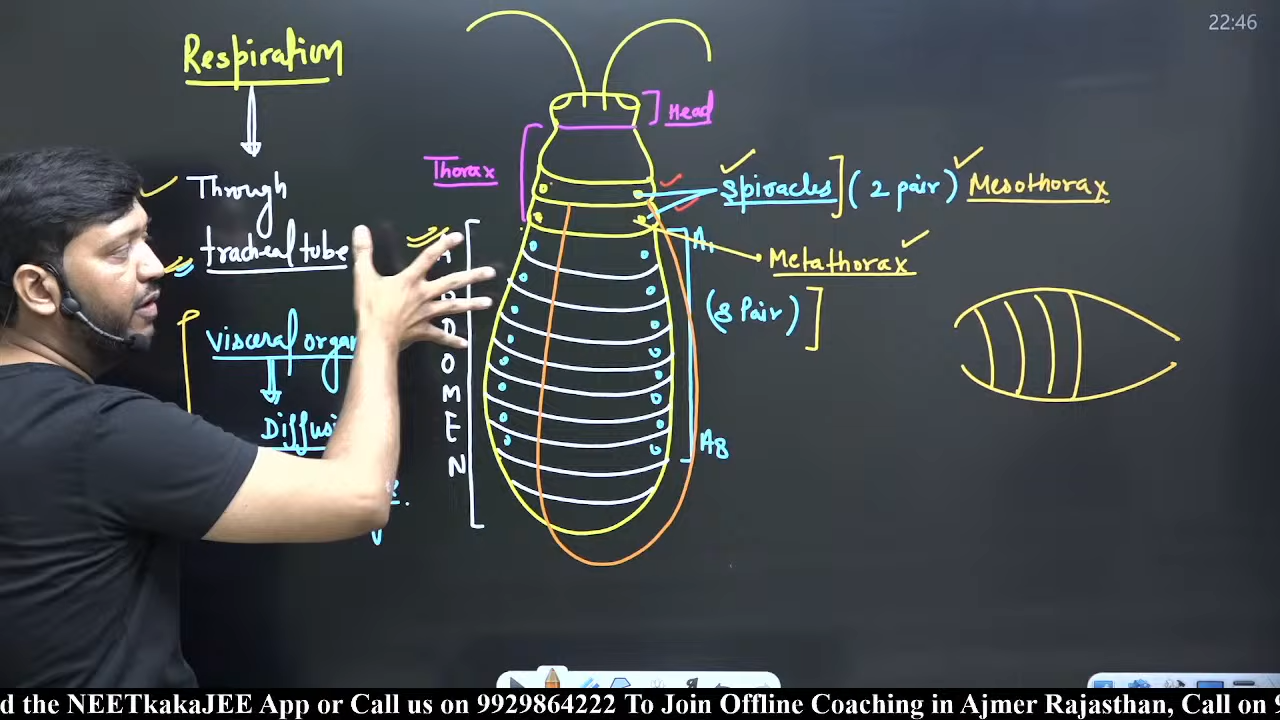 22:46
Respiration
Through
tracheal tube
visceral organ
Diffusi
Head
Thorax
Spiracles ] (2 pair) Mesothorax
Metathorax
A1
(8 Pair) ]
A8
D
O
M
E
N
d the NEETkakaJEE App or Call us on 9929864222 To Join Offline Coaching in Ajmer Rajasthan, Call on 9